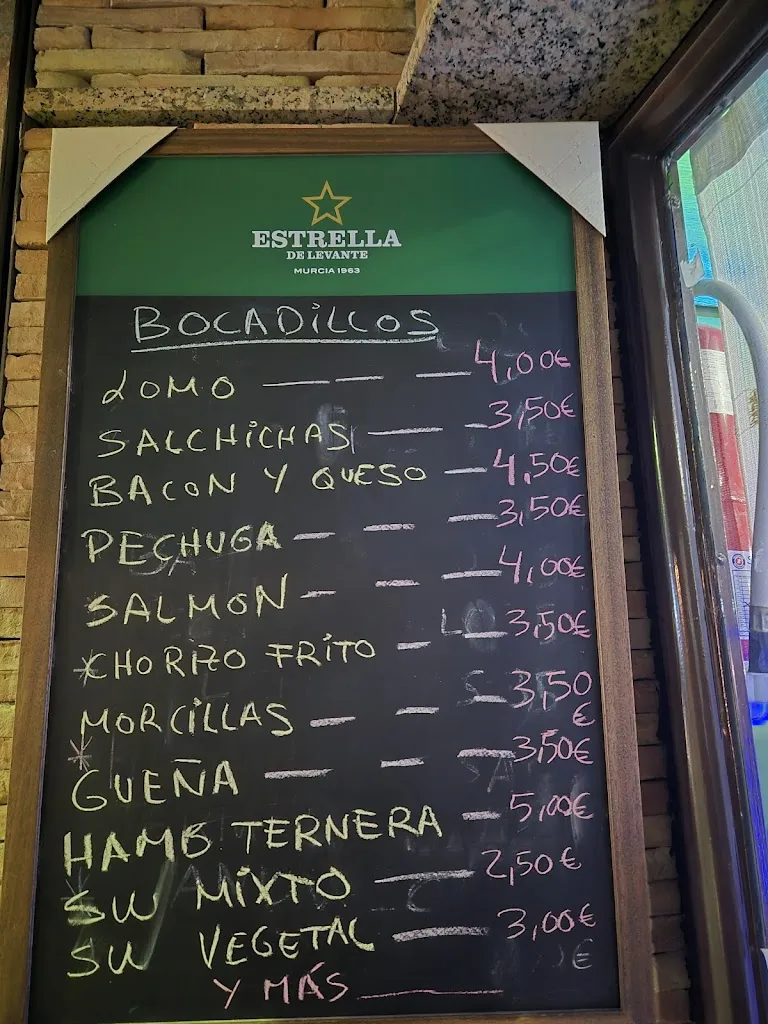 ESTRELLA
DE LEVANTE
MURCIA 1963
BOCADiLLOS
LOMO 4,00€
SALCHiCHAS 3,50€
BACON Y QUESO 4,50€
PECHUGA 3,50€
SALMON 4,00€
*CHORIZO FRiTO 3,50€
MORCiLLAS 3,50€
*
GUEÑA 3,50€
HAMB TERNERA 5,00€
SW MiXTO 2,50€
SW VEGETAL 3,00€
Y MÁS